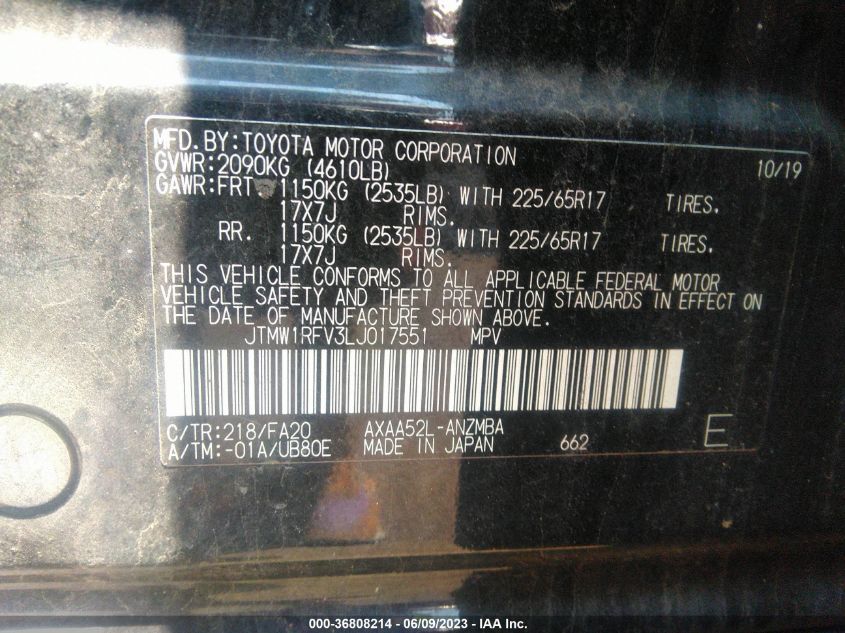 MFD.BY:TOYOTA MOTOR CORPORATION 10/19
GVWR:2090KG (4610LB)
GAWR:FRT. 1150KG (2535LB) WITH 225/65R17 TIRES.
17X7J RIMS.
RR. 1150KG (2535LB) WITH 225/65R17 TIRES.
17X7J RIMS.
THIS VEHICLE CONFORMS TO ALL APPLICABLE FEDERAL MOTOR
VEHICLE SAFETY AND THEFT PREVENTION STANDARDS IN EFFECT ON
THE DATE OF MANUFACTURE SHOWN ABOVE.
JTMW1RFV3LJ017551 MPV
C/TR:218/FA20 AXAA52L-ANZMBA
A/TM:-01A/UB80E MADE IN JAPAN 662 E
000-36808214 - 06/09/2023 - IAA Inc.